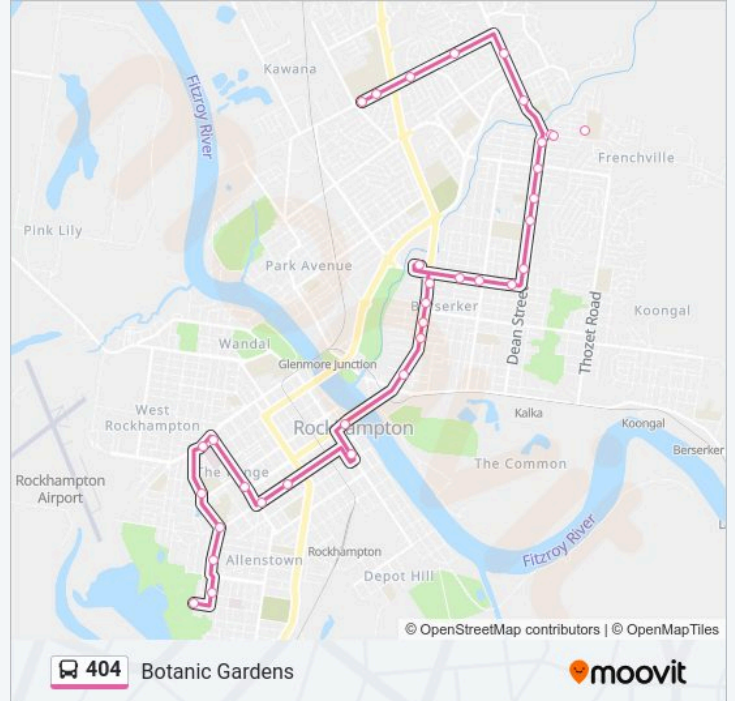 Kawana
Fitzroy River
Frenchville
Pink Lily
Park Avenue
Berserker
Koongal
Dean Street
Thozet Road
Wandal
Glenmore Junction
West
Rockhampton
Rockhampton
Kalka
Koongal
Berserker
The Range
The Common
Rockhampton
Airport
Fitzroy River
Rockhampton
Allenstown
Depot Hill
© OpenStreetMap contributors | © OpenMapTiles
404 Botanic Gardens
moovit